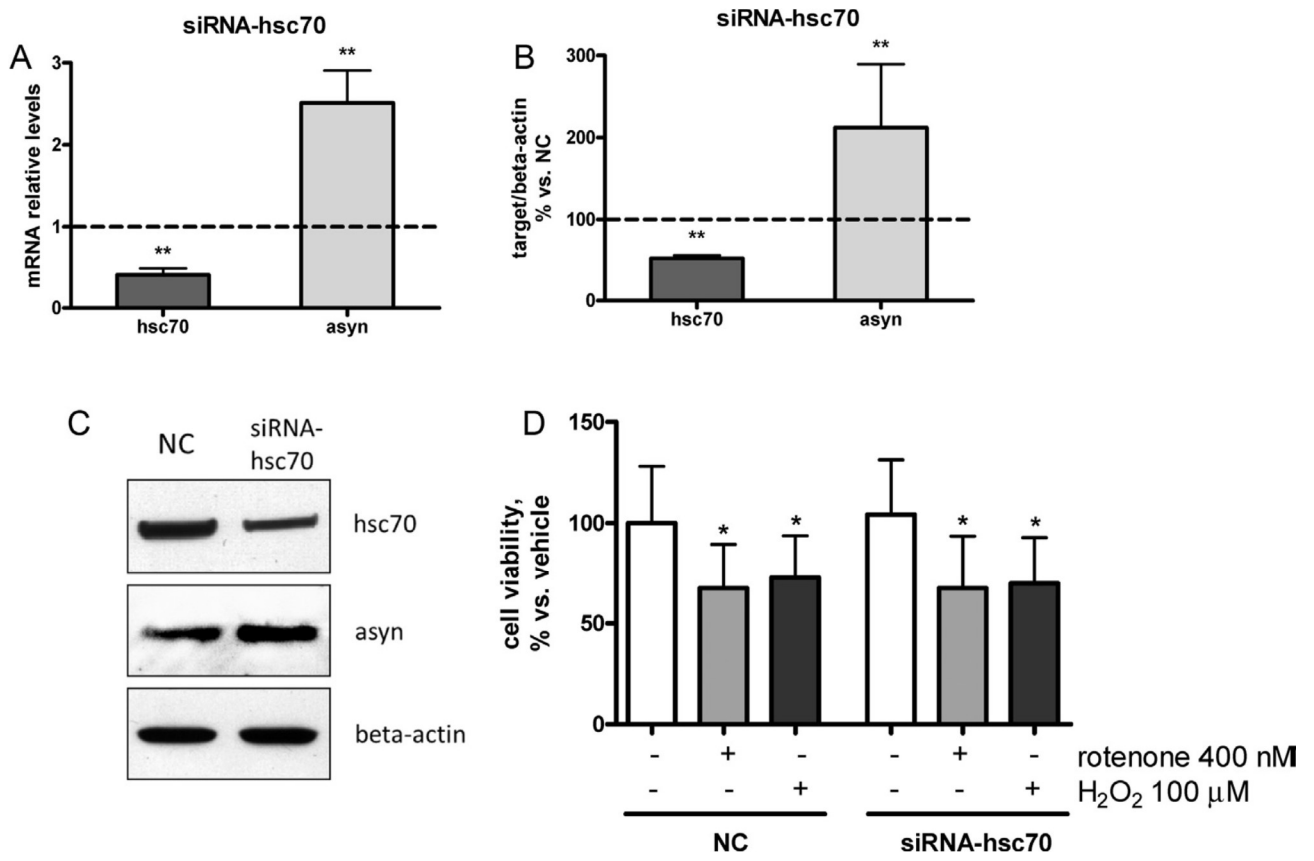 siRNA-hsc70
A
mRNA relative levels
3
2
1
0
**
**
hsc70
asyn
siRNA-hsc70
B
target/beta-actin
% vs. NC
300
200
100
0
**
**
hsc70
asyn
C
NC
siRNA-
hsc70
hsc70
asyn
beta-actin
D
cell viability,
% vs. vehicle
150
100
50
0
*
*
*
*
- + - - + - rotenone 400 nM
- - + - - + H₂O₂ 100 µM
NC
siRNA-hsc70